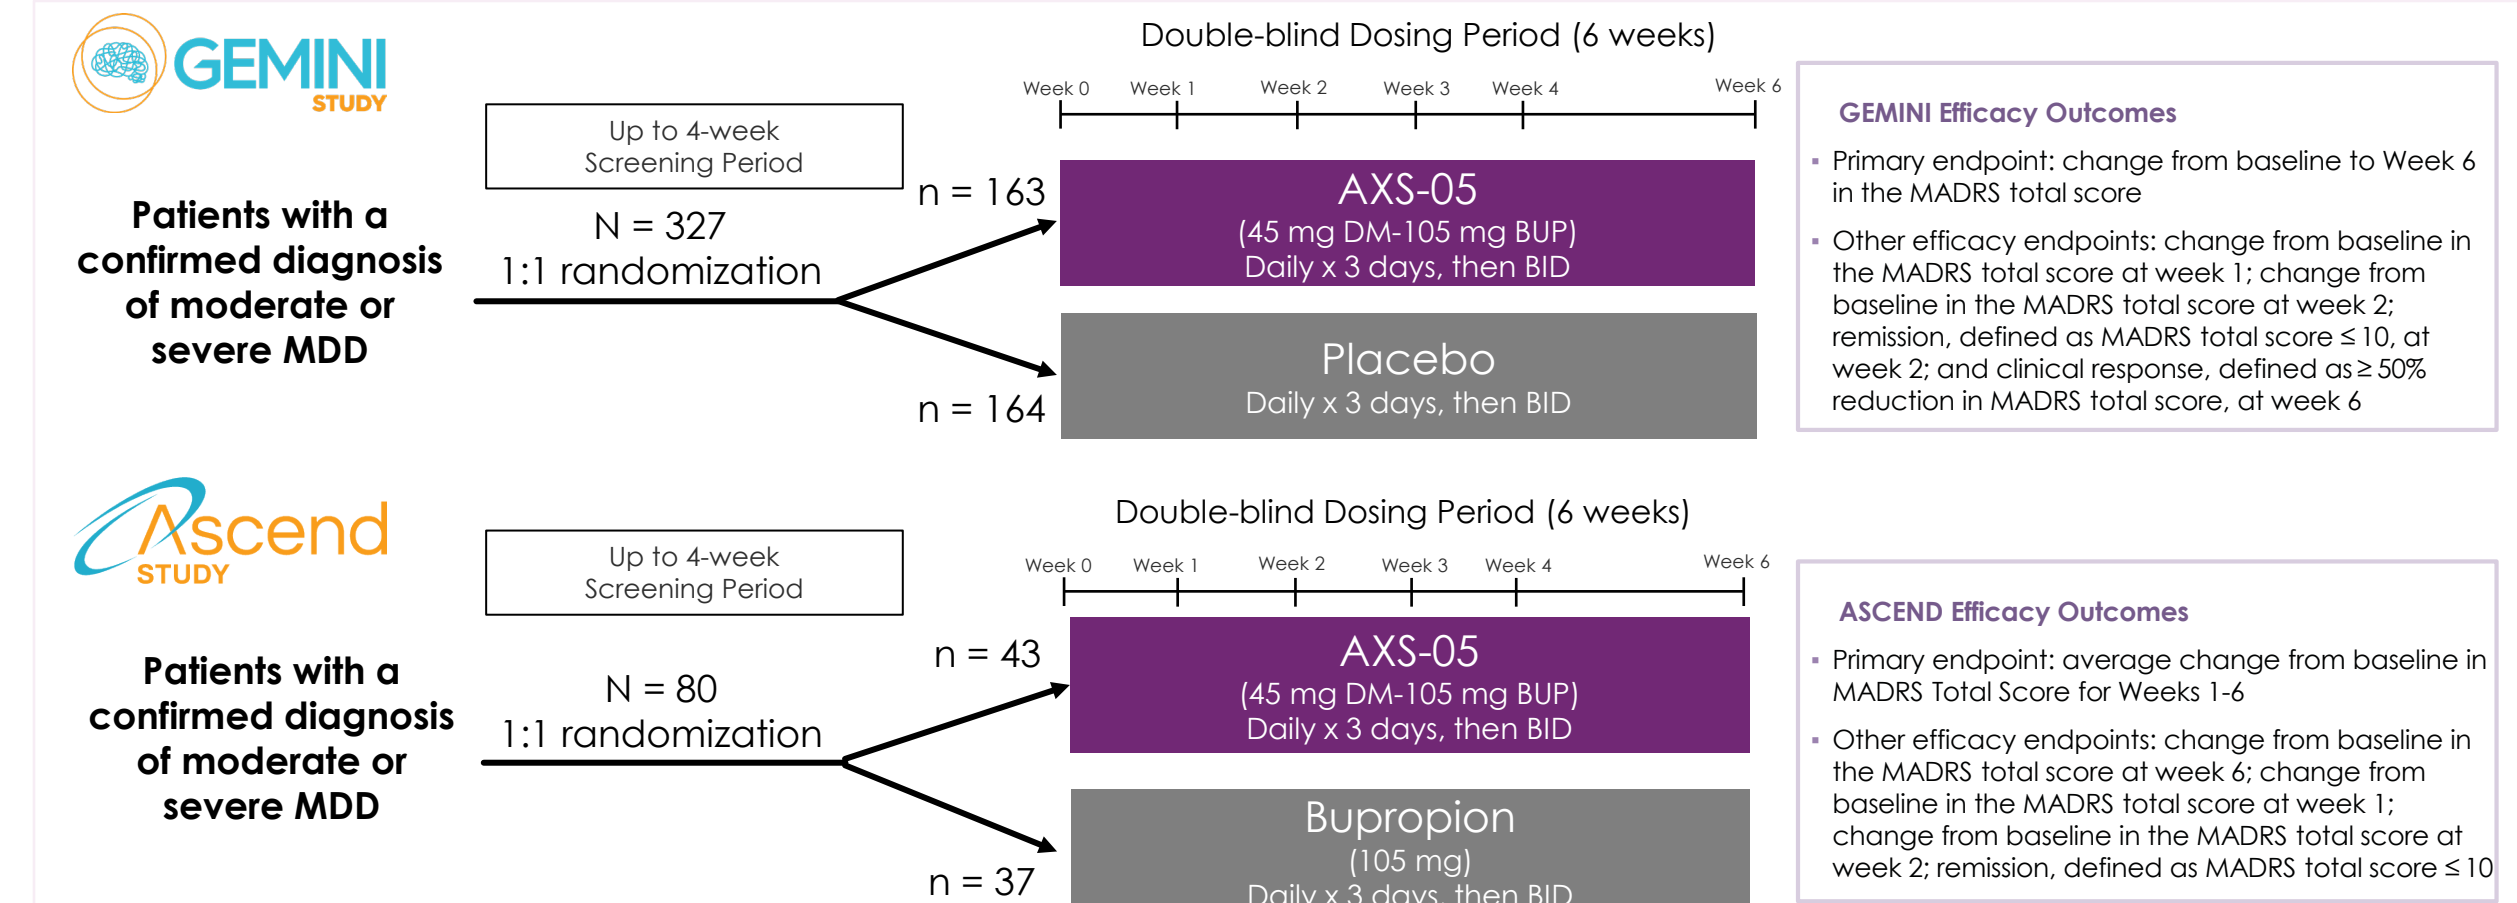 GEMINI
STUDY
Patients with a
confirmed diagnosis
of moderate or
severe MDD
Up to 4-week
Screening Period
N = 327
1:1 randomization
n = 163
n = 164
Double-blind Dosing Period (6 weeks)
Week 0 Week 1 Week 2 Week 3 Week 4 Week 6
AXS-05
(45 mg DM-105 mg BUP)
Daily x 3 days, then BID
Placebo
Daily x 3 days, then BID
GEMINI Efficacy Outcomes
▪ Primary endpoint: change from baseline to Week 6
in the MADRS total score
▪ Other efficacy endpoints: change from baseline in
the MADRS total score at week 1; change from
baseline in the MADRS total score at week 2;
remission, defined as MADRS total score ≤ 10, at
week 2; and clinical response, defined as ≥ 50%
reduction in MADRS total score, at week 6
Ascend
STUDY
Patients with a
confirmed diagnosis
of moderate or
severe MDD
Up to 4-week
Screening Period
N = 80
1:1 randomization
n = 43
n = 37
Double-blind Dosing Period (6 weeks)
Week 0 Week 1 Week 2 Week 3 Week 4 Week 6
AXS-05
(45 mg DM-105 mg BUP)
Daily x 3 days, then BID
Bupropion
(105 mg)
Daily x 3 days, then BID
ASCEND Efficacy Outcomes
▪ Primary endpoint: average change from baseline in
MADRS Total Score for Weeks 1-6
▪ Other efficacy endpoints: change from baseline in
the MADRS total score at week 6; change from
baseline in the MADRS total score at week 1;
change from baseline in the MADRS total score at
week 2; remission, defined as MADRS total score ≤ 10